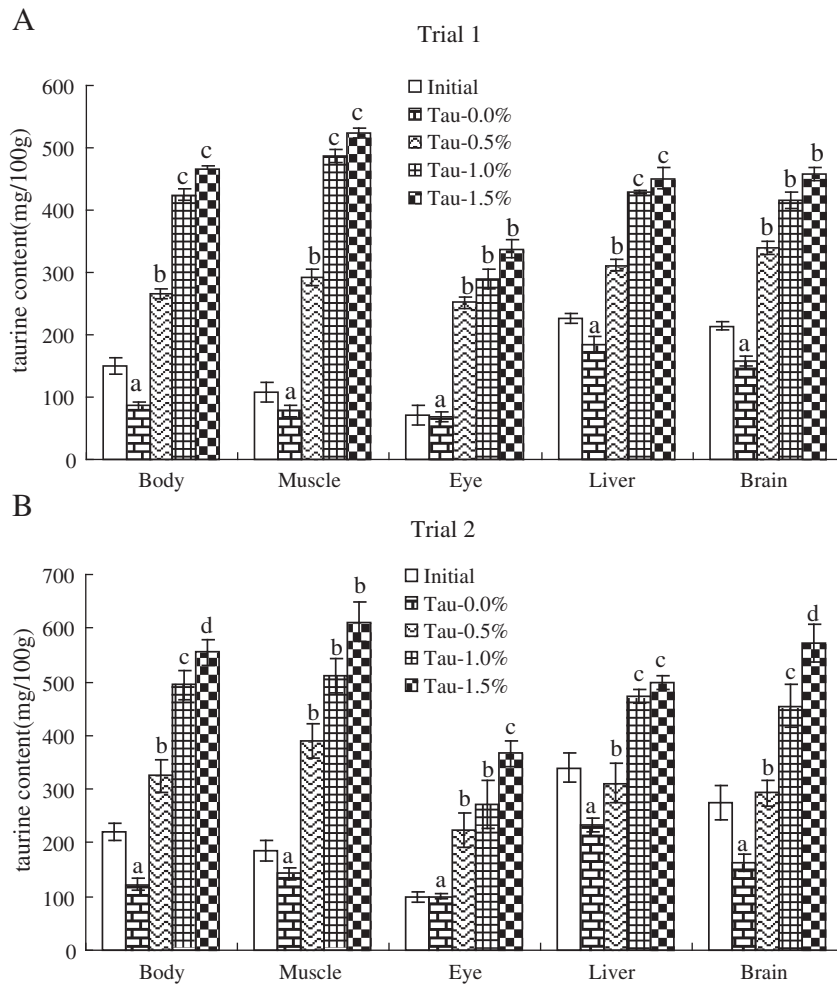 A
Trial 1
taurine content(mg/100g)
600
500
400
300
200
100
0
Initial
Tau-0.0%
Tau-0.5%
Tau-1.0%
Tau-1.5%
a b c c
a b c c
a b b b
a b c c
a b b b
Body Muscle Eye Liver Brain
B
Trial 2
taurine content(mg/100g)
700
600
500
400
300
200
100
0
Initial
Tau-0.0%
Tau-0.5%
Tau-1.0%
Tau-1.5%
a b c d
a b b b
a b b c
a b c c
a b c d
Body Muscle Eye Liver Brain